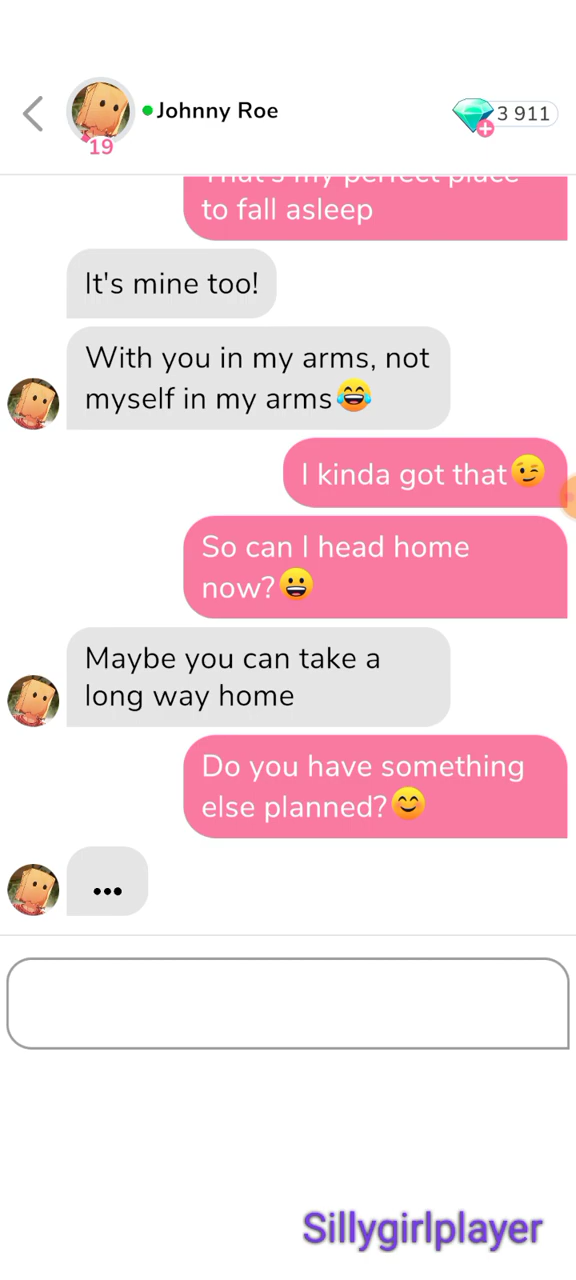 Johnny Roe
3 911
19
That's my perfect place
to fall asleep
It's mine too!
With you in my arms, not
myself in my arms😂
I kinda got that😉
So can I head home
now?😀
Maybe you can take a
long way home
Do you have something
else planned?😊
...
Sillygirlplayer